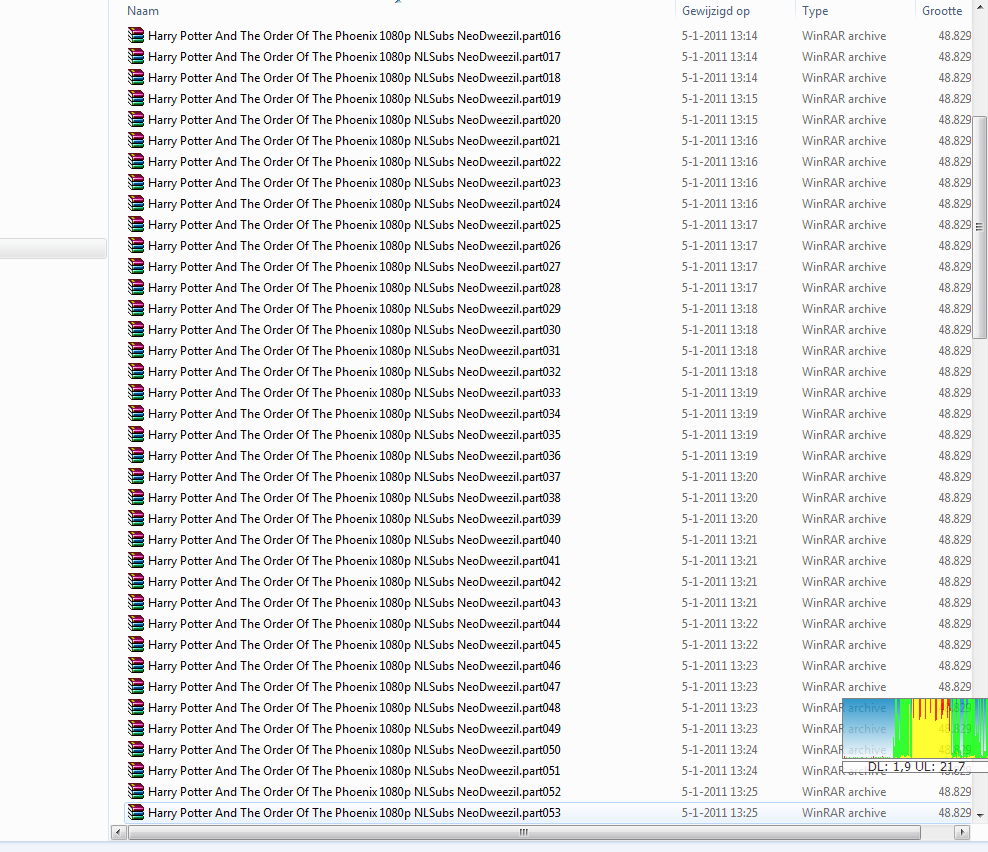 Naam Gewijzigd op Type Grootte
Harry Potter And The Order Of The Phoenix 1080p NLSubs NeoDweezil.part016 5-1-2011 13:14 WinRAR archive 48.829
Harry Potter And The Order Of The Phoenix 1080p NLSubs NeoDweezil.part017 5-1-2011 13:14 WinRAR archive 48.829
Harry Potter And The Order Of The Phoenix 1080p NLSubs NeoDweezil.part018 5-1-2011 13:14 WinRAR archive 48.829
Harry Potter And The Order Of The Phoenix 1080p NLSubs NeoDweezil.part019 5-1-2011 13:15 WinRAR archive 48.829
Harry Potter And The Order Of The Phoenix 1080p NLSubs NeoDweezil.part020 5-1-2011 13:15 WinRAR archive 48.829
Harry Potter And The Order Of The Phoenix 1080p NLSubs NeoDweezil.part021 5-1-2011 13:16 WinRAR archive 48.829
Harry Potter And The Order Of The Phoenix 1080p NLSubs NeoDweezil.part022 5-1-2011 13:16 WinRAR archive 48.829
Harry Potter And The Order Of The Phoenix 1080p NLSubs NeoDweezil.part023 5-1-2011 13:16 WinRAR archive 48.829
Harry Potter And The Order Of The Phoenix 1080p NLSubs NeoDweezil.part024 5-1-2011 13:16 WinRAR archive 48.829
Harry Potter And The Order Of The Phoenix 1080p NLSubs NeoDweezil.part025 5-1-2011 13:17 WinRAR archive 48.829
Harry Potter And The Order Of The Phoenix 1080p NLSubs NeoDweezil.part026 5-1-2011 13:17 WinRAR archive 48.829
Harry Potter And The Order Of The Phoenix 1080p NLSubs NeoDweezil.part027 5-1-2011 13:17 WinRAR archive 48.829
Harry Potter And The Order Of The Phoenix 1080p NLSubs NeoDweezil.part028 5-1-2011 13:17 WinRAR archive 48.829
Harry Potter And The Order Of The Phoenix 1080p NLSubs NeoDweezil.part029 5-1-2011 13:18 WinRAR archive 48.829
Harry Potter And The Order Of The Phoenix 1080p NLSubs NeoDweezil.part030 5-1-2011 13:18 WinRAR archive 48.829
Harry Potter And The Order Of The Phoenix 1080p NLSubs NeoDweezil.part031 5-1-2011 13:18 WinRAR archive 48.829
Harry Potter And The Order Of The Phoenix 1080p NLSubs NeoDweezil.part032 5-1-2011 13:18 WinRAR archive 48.829
Harry Potter And The Order Of The Phoenix 1080p NLSubs NeoDweezil.part033 5-1-2011 13:19 WinRAR archive 48.829
Harry Potter And The Order Of The Phoenix 1080p NLSubs NeoDweezil.part034 5-1-2011 13:19 WinRAR archive 48.829
Harry Potter And The Order Of The Phoenix 1080p NLSubs NeoDweezil.part035 5-1-2011 13:19 WinRAR archive 48.829
Harry Potter And The Order Of The Phoenix 1080p NLSubs NeoDweezil.part036 5-1-2011 13:19 WinRAR archive 48.829
Harry Potter And The Order Of The Phoenix 1080p NLSubs NeoDweezil.part037 5-1-2011 13:20 WinRAR archive 48.829
Harry Potter And The Order Of The Phoenix 1080p NLSubs NeoDweezil.part038 5-1-2011 13:20 WinRAR archive 48.829
Harry Potter And The Order Of The Phoenix 1080p NLSubs NeoDweezil.part039 5-1-2011 13:20 WinRAR archive 48.829
Harry Potter And The Order Of The Phoenix 1080p NLSubs NeoDweezil.part040 5-1-2011 13:21 WinRAR archive 48.829
Harry Potter And The Order Of The Phoenix 1080p NLSubs NeoDweezil.part041 5-1-2011 13:21 WinRAR archive 48.829
Harry Potter And The Order Of The Phoenix 1080p NLSubs NeoDweezil.part042 5-1-2011 13:21 WinRAR archive 48.829
Harry Potter And The Order Of The Phoenix 1080p NLSubs NeoDweezil.part043 5-1-2011 13:21 WinRAR archive 48.829
Harry Potter And The Order Of The Phoenix 1080p NLSubs NeoDweezil.part044 5-1-2011 13:22 WinRAR archive 48.829
Harry Potter And The Order Of The Phoenix 1080p NLSubs NeoDweezil.part045 5-1-2011 13:22 WinRAR archive 48.829
Harry Potter And The Order Of The Phoenix 1080p NLSubs NeoDweezil.part046 5-1-2011 13:23 WinRAR archive 48.829
Harry Potter And The Order Of The Phoenix 1080p NLSubs NeoDweezil.part047 5-1-2011 13:23 WinRAR archive 48.829
Harry Potter And The Order Of The Phoenix 1080p NLSubs NeoDweezil.part048 5-1-2011 13:23 WinRAR archive 48.829
Harry Potter And The Order Of The Phoenix 1080p NLSubs NeoDweezil.part049 5-1-2011 13:23 WinRAR archive 48.829
Harry Potter And The Order Of The Phoenix 1080p NLSubs NeoDweezil.part050 5-1-2011 13:24 WinRAR archive 48.829
Harry Potter And The Order Of The Phoenix 1080p NLSubs NeoDweezil.part051 5-1-2011 13:24 WinRAR archive
DL: 1,9 UL: 21,7
Harry Potter And The Order Of The Phoenix 1080p NLSubs NeoDweezil.part052 5-1-2011 13:25 WinRAR archive 48.829
Harry Potter And The Order Of The Phoenix 1080p NLSubs NeoDweezil.part053 5-1-2011 13:25 WinRAR archive 48.829